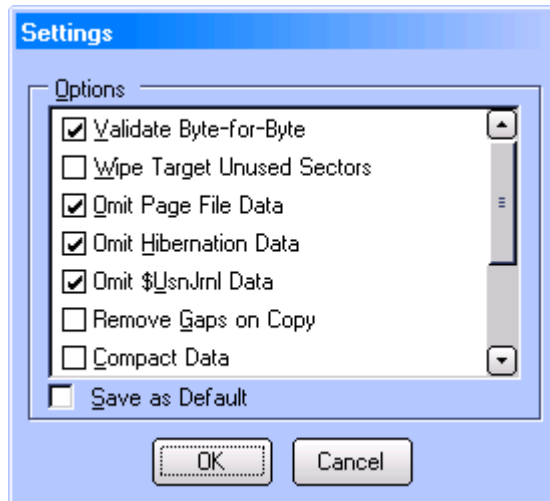 Settings
Options
Validate Byte-for-Byte
Wipe Target Unused Sectors
Omit Page File Data
Omit Hibernation Data
Omit $UsnJrnl Data
Remove Gaps on Copy
Compact Data
Save as Default
OK Cancel